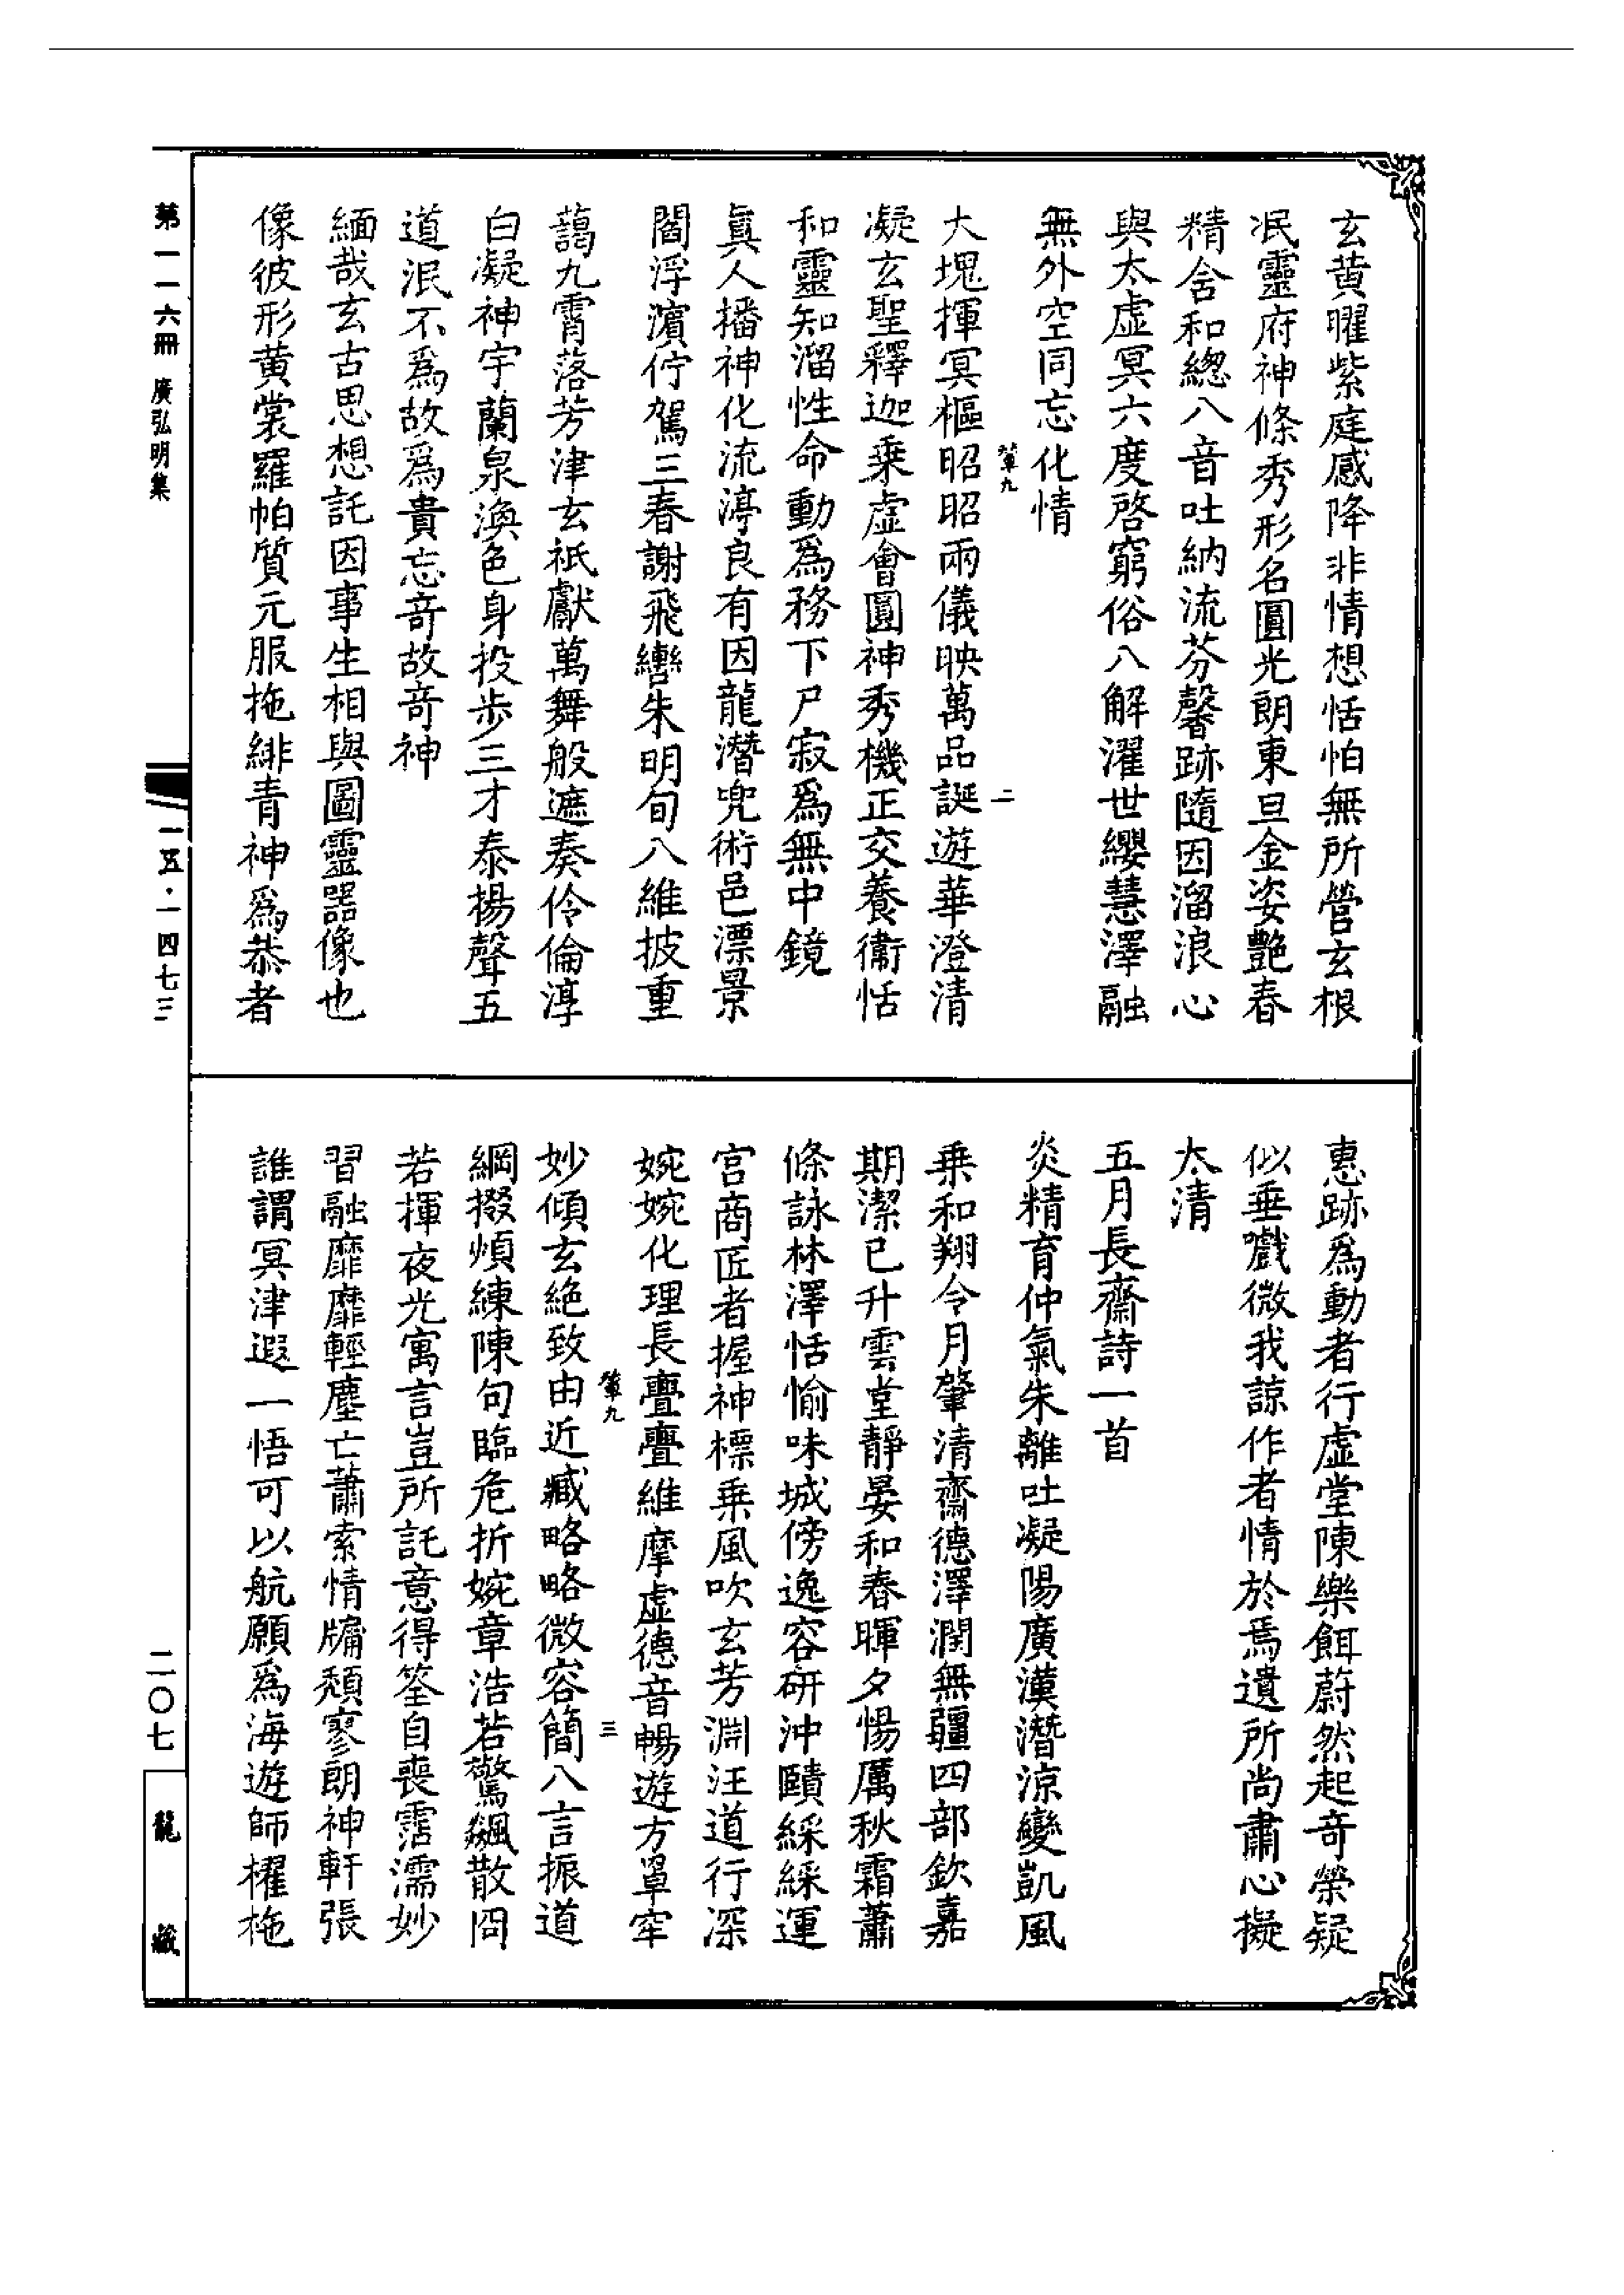 玄黄曜紫庭感降非情想恬怕無所營玄根
泯靈府神條秀形名圓光朗東旦金姿艷春
精含和總八音吐納流芬馨跡隨因溜浪心
與太虛冥六度啓窮俗八解濯世纓慧澤融
無外空同忘化情
大塊揮冥樞昭昭兩儀映萬品誕遊華澄清
凝玄聖釋迦乗虛會圓神秀機正交養衞恬
和靈知溜性命動爲務下尸寂爲無中鏡
眞人播神化流渟良有因龍潛兜術邑漂景
閻浮濵佇駕三春謝飛轡朱明旬八維披重
藹九霄落芳津玄祇獻萬舞般遮奏伶倫淳
白凝神宇蘭泉渙色身投步三才泰揚聲五
道泯不爲故爲貴忘竒故竒神
緬哉玄古思想託因事生相與圖靈器像也
像彼形黄裳羅帕質元服拖緋青神爲恭者
惠跡爲動者行虛堂陳樂餌蔚然起竒榮疑
似垂戲微我諒作者情於焉遺所尚肅心擬
太清
五月長齋詩一首
炎精育仲氣朱離吐凝陽廣漢潛涼變凱風
乗和翔令月肇清齋德澤潤無疆四部欽嘉
期潔已升雲堂靜晏和春暉夕惕厲秋霜蕭
條詠林澤恬愉味城傍逸容研沖賾綵綵運
宫商匠者握神標乗風吹玄芳淵汪道行深
婉婉化理長亹亹維摩虛德音暢遊方罩牢
妙傾玄絶致由近臧略略微容簡八言振道
綱掇煩練陳句臨危折婉章浩若驚飆散冏
若揮夜光寓言豈所託意得筌自喪霑濡妙
習融靡靡輕塵亡蕭索情牖頹寥朗神軒張
誰謂冥津遐一悟可以航願爲海遊師櫂柂
輦九
二
輦九
三
第一一六冊 廣弘明集
一五·一四七三
二〇七
龍藏